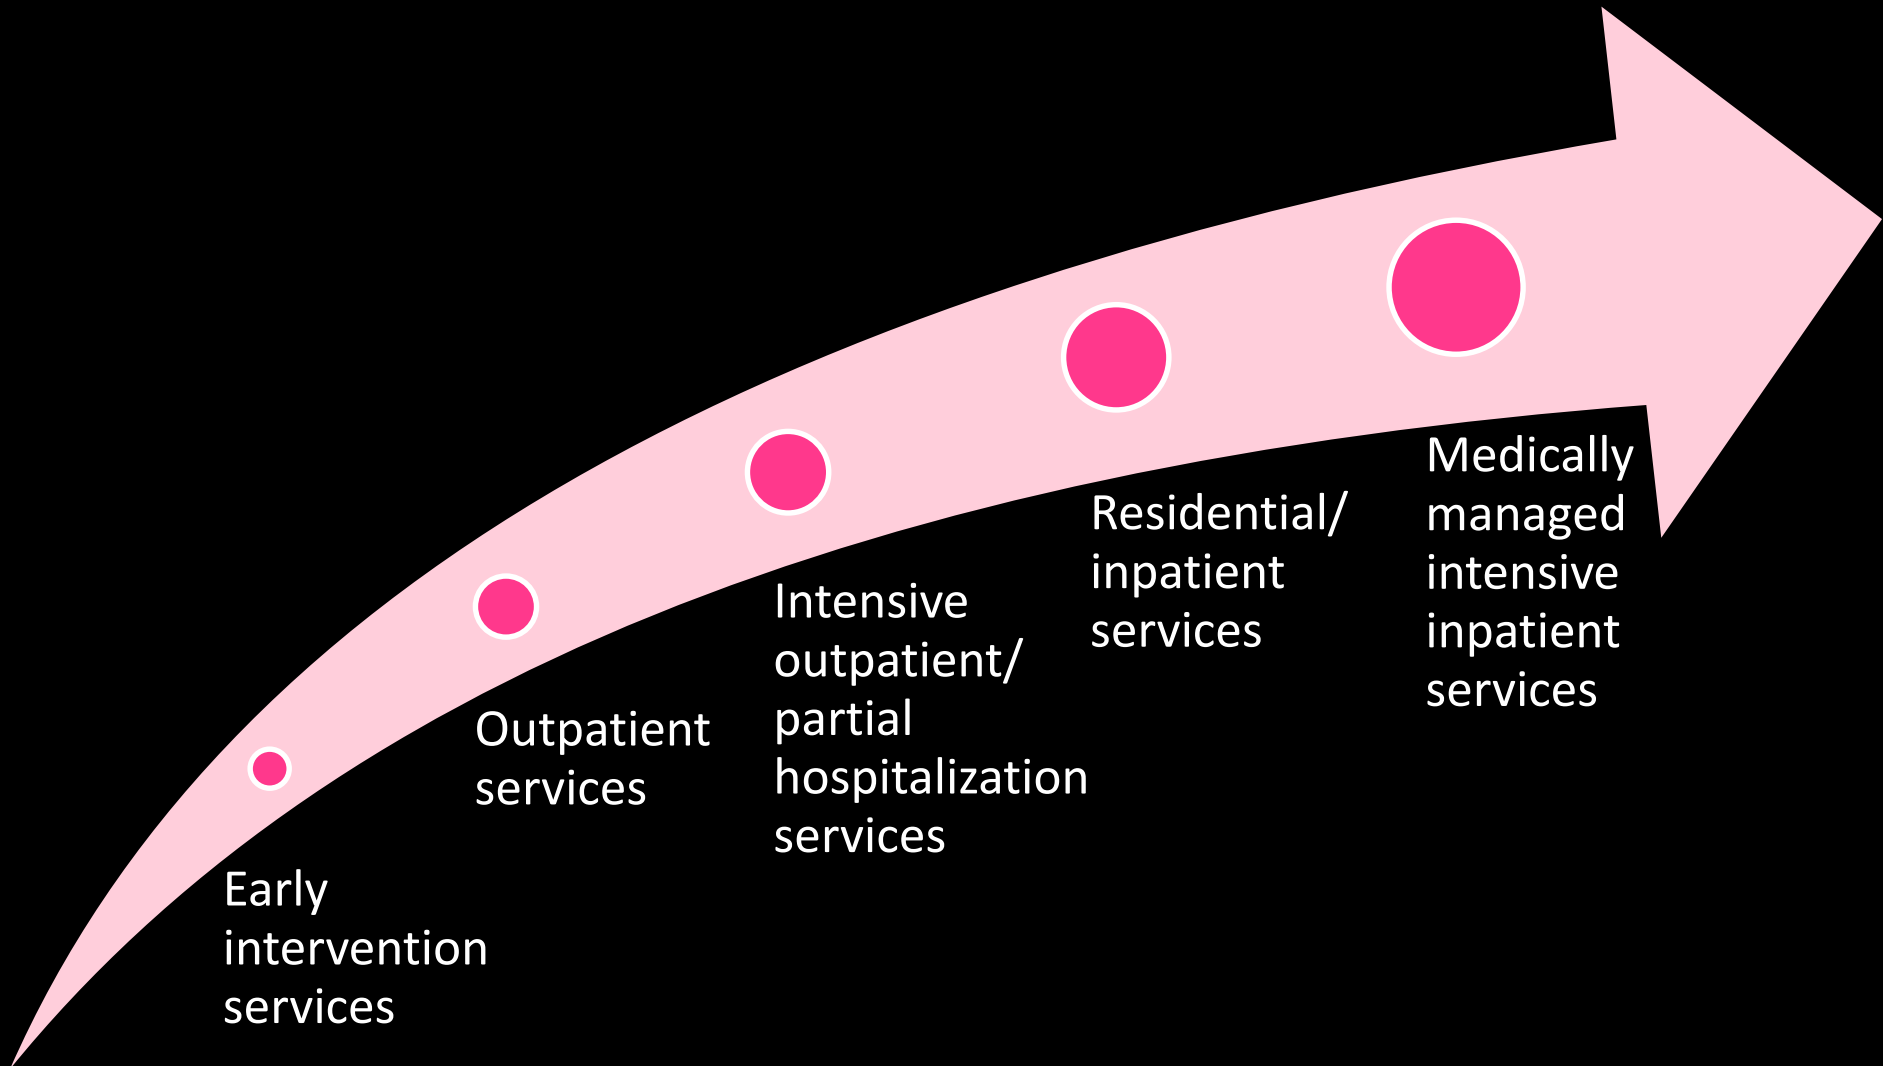 Early
intervention
services
Outpatient
services
Intensive
outpatient/
partial
hospitalization
services
Residential/
inpatient
services
Medically
managed
intensive
inpatient
services